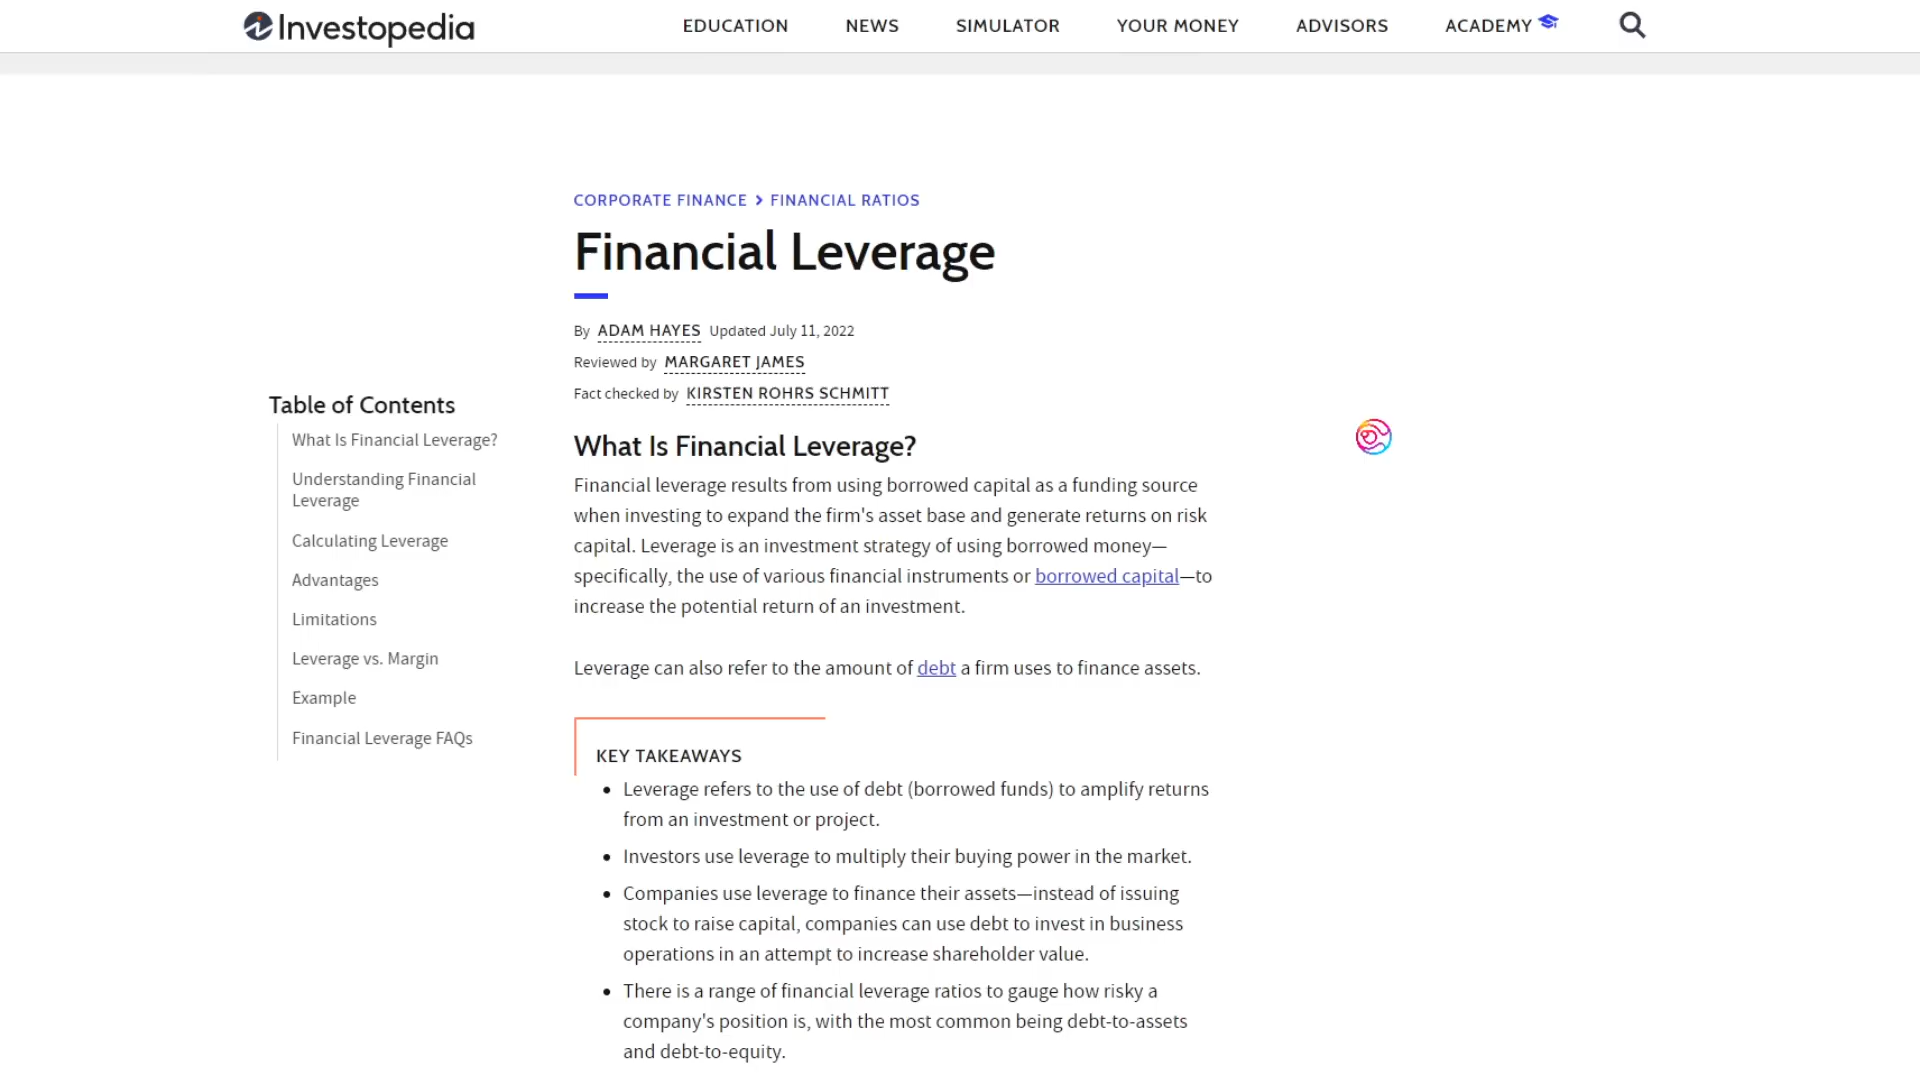 Investopedia
EDUCATION NEWS SIMULATOR YOUR MONEY ADVISORS ACADEMY
CORPORATE FINANCE > FINANCIAL RATIOS
Financial Leverage
By ADAM HAYES Updated July 11, 2022
Reviewed by MARGARET JAMES
Fact checked by KIRSTEN ROHRS SCHMITT
Table of Contents
What Is Financial Leverage?
Understanding Financial
Leverage
Calculating Leverage
Advantages
Limitations
Leverage vs. Margin
Example
Financial Leverage FAQs
What Is Financial Leverage?
Financial leverage results from using borrowed capital as a funding source
when investing to expand the firm's asset base and generate returns on risk
capital. Leverage is an investment strategy of using borrowed money—
specifically, the use of various financial instruments or borrowed capital—to
increase the potential return of an investment.
Leverage can also refer to the amount of debt a firm uses to finance assets.
KEY TAKEAWAYS
• Leverage refers to the use of debt (borrowed funds) to amplify returns
from an investment or project.
• Investors use leverage to multiply their buying power in the market.
• Companies use leverage to finance their assets—instead of issuing
stock to raise capital, companies can use debt to invest in business
operations in an attempt to increase shareholder value.
• There is a range of financial leverage ratios to gauge how risky a
company's position is, with the most common being debt-to-assets
and debt-to-equity.